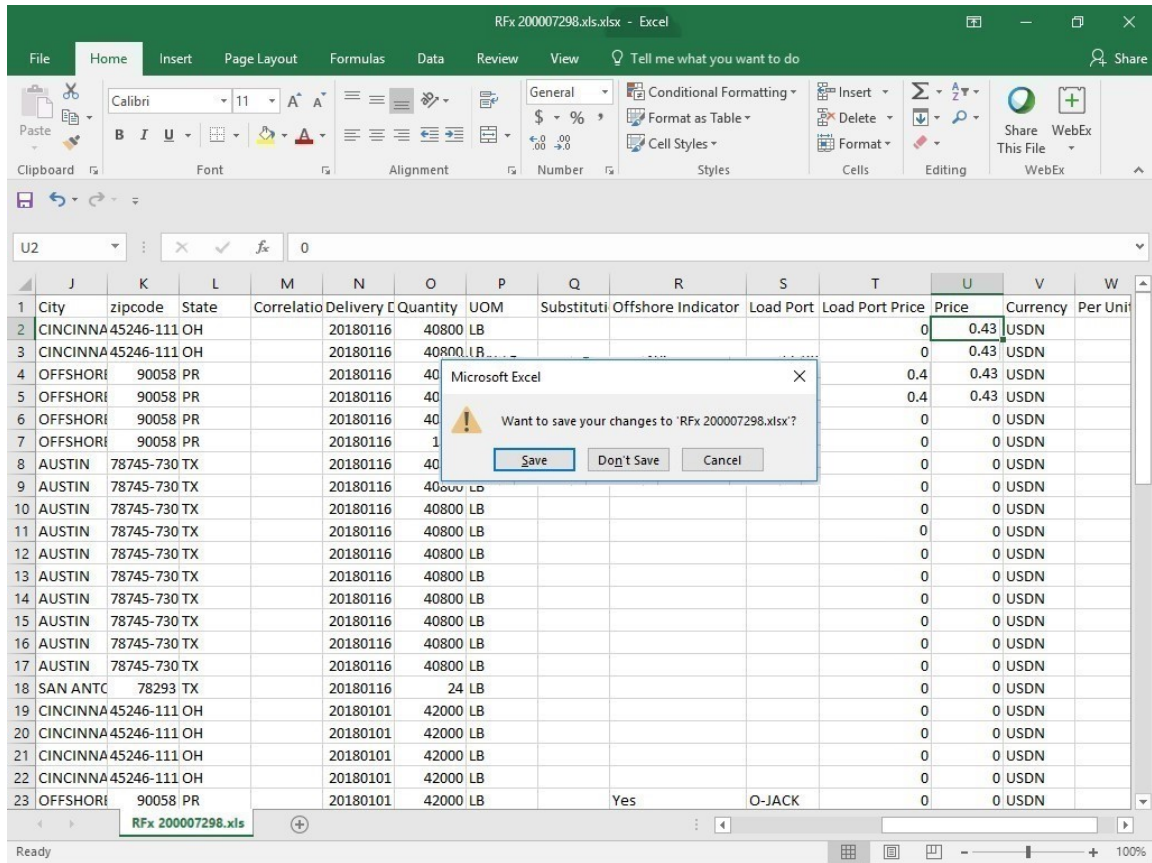 RFx 200007298.xls.xlsx - Excel
File Home Insert Page Layout Formulas Data Review View Tell me what you want to do Share
Calibri 11 General Conditional Formatting Insert
Format as Table Delete
Paste B I U $ % , Cell Styles Format Share This File WebEx
Clipboard Font Alignment Number Styles Cells Editing WebEx
U2 fx 0
J K L M N O P Q R S T U V W
1 City zipcode State Correlatio Delivery D Quantity UOM Substituti Offshore Indicator Load Port Load Port Price Price Currency Per Unit
2 CINCINNA 45246-111 OH 20180116 40800 LB 0 0.43 USDN
3 CINCINNA 45246-111 OH 20180116 40800 LB 0 0.43 USDN
4 OFFSHORE 90058 PR 20180116 40 0.4 0.43 USDN
5 OFFSHORE 90058 PR 20180116 40 0.4 0.43 USDN
6 OFFSHORE 90058 PR 20180116 40 0 0 USDN
7 OFFSHORE 90058 PR 20180116 1 0 0 USDN
8 AUSTIN 78745-730 TX 20180116 40 0 0 USDN
9 AUSTIN 78745-730 TX 20180116 40800 LB 0 0 USDN
10 AUSTIN 78745-730 TX 20180116 40800 LB 0 0 USDN
11 AUSTIN 78745-730 TX 20180116 40800 LB 0 0 USDN
12 AUSTIN 78745-730 TX 20180116 40800 LB 0 0 USDN
13 AUSTIN 78745-730 TX 20180116 40800 LB 0 0 USDN
14 AUSTIN 78745-730 TX 20180116 40800 LB 0 0 USDN
15 AUSTIN 78745-730 TX 20180116 40800 LB 0 0 USDN
16 AUSTIN 78745-730 TX 20180116 40800 LB 0 0 USDN
17 AUSTIN 78745-730 TX 20180116 40800 LB 0 0 USDN
18 SAN ANTO 78293 TX 20180116 24 LB 0 0 USDN
19 CINCINNA 45246-111 OH 20180101 42000 LB 0 0 USDN
20 CINCINNA 45246-111 OH 20180101 42000 LB 0 0 USDN
21 CINCINNA 45246-111 OH 20180101 42000 LB 0 0 USDN
22 CINCINNA 45246-111 OH 20180101 42000 LB 0 0 USDN
23 OFFSHORE 90058 PR 20180101 42000 LB Yes O-JACK 0 0 USDN
Microsoft Excel
Want to save your changes to 'RFx 200007298.xlsx'?
Save Don't Save Cancel
RFx 200007298.xls
Ready 100%